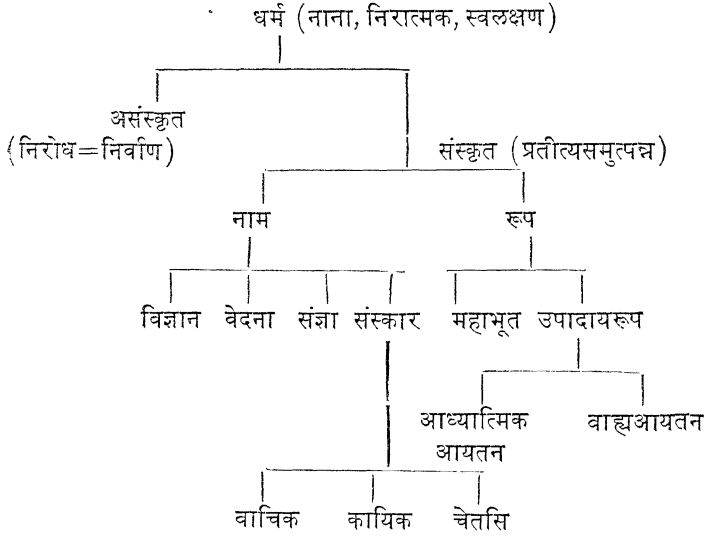 धर्म (नाना, निरात्मक, स्वलक्षण)
असंस्कृत
(निरोध=निर्वाण)
संस्कृत (प्रतीत्यसमुत्पन्न)
नाम
रूप
विज्ञान वेदना संज्ञा संस्कार महाभूत उपादायरूप
आध्यात्मिक
आयतन
वाह्यआयतन
वाचिक कायिक चेतसि